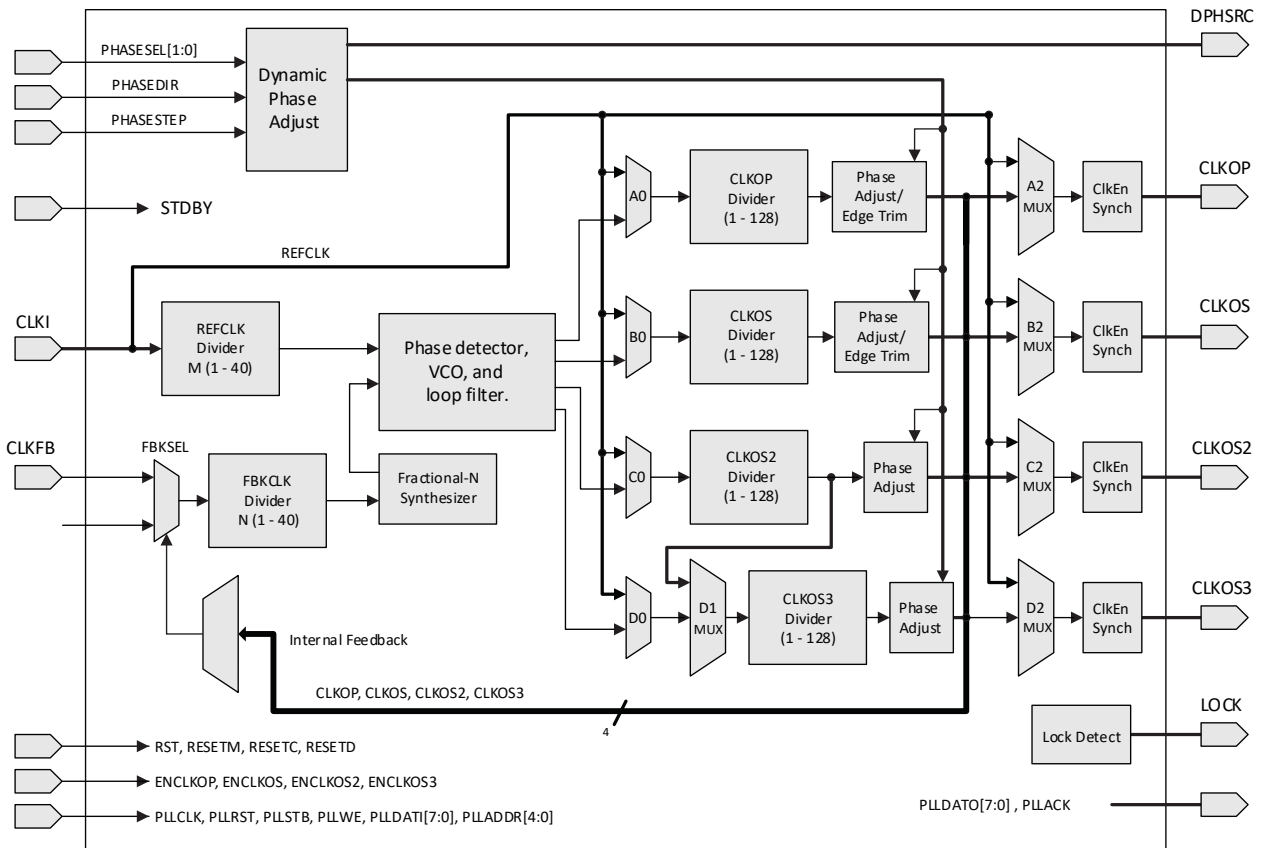 DPHSRC
PHASESEL[1:0]
PHASEDIR
PHASESTEP
Dynamic
Phase
Adjust
STDBY
REFCLK
A0
CLKOP
Divider
(1 - 128)
Phase
Adjust/
Edge Trim
A2
MUX
ClkEn
Synch
CLKOP
CLKI
REFCLK
Divider
M (1 - 40)
Phase detector,
VCO, and
loop filter.
B0
CLKOS
Divider
(1 - 128)
Phase
Adjust/
Edge Trim
B2
MUX
ClkEn
Synch
CLKOS
CLKFB
FBKSEL
FBKCLK
Divider
N (1 - 40)
Fractional-N
Synthesizer
C0
CLKOS2
Divider
(1 - 128)
Phase
Adjust
C2
MUX
ClkEn
Synch
CLKOS2
D0
D1
MUX
CLKOS3
Divider
(1 - 128)
Phase
Adjust
D2
MUX
ClkEn
Synch
CLKOS3
Internal Feedback
CLKOP, CLKOS, CLKOS2, CLKOS3
4
LOCK
Lock Detect
RST, RESETM, RESETC, RESETD
ENCLKOP, ENCLKOS, ENCLKOS2, ENCLKOS3
PLLCLK, PLLRST, PLLSTB, PLLWE, PLLDATI[7:0], PLLADDR[4:0]
PLLDATO[7:0] , PLLACK